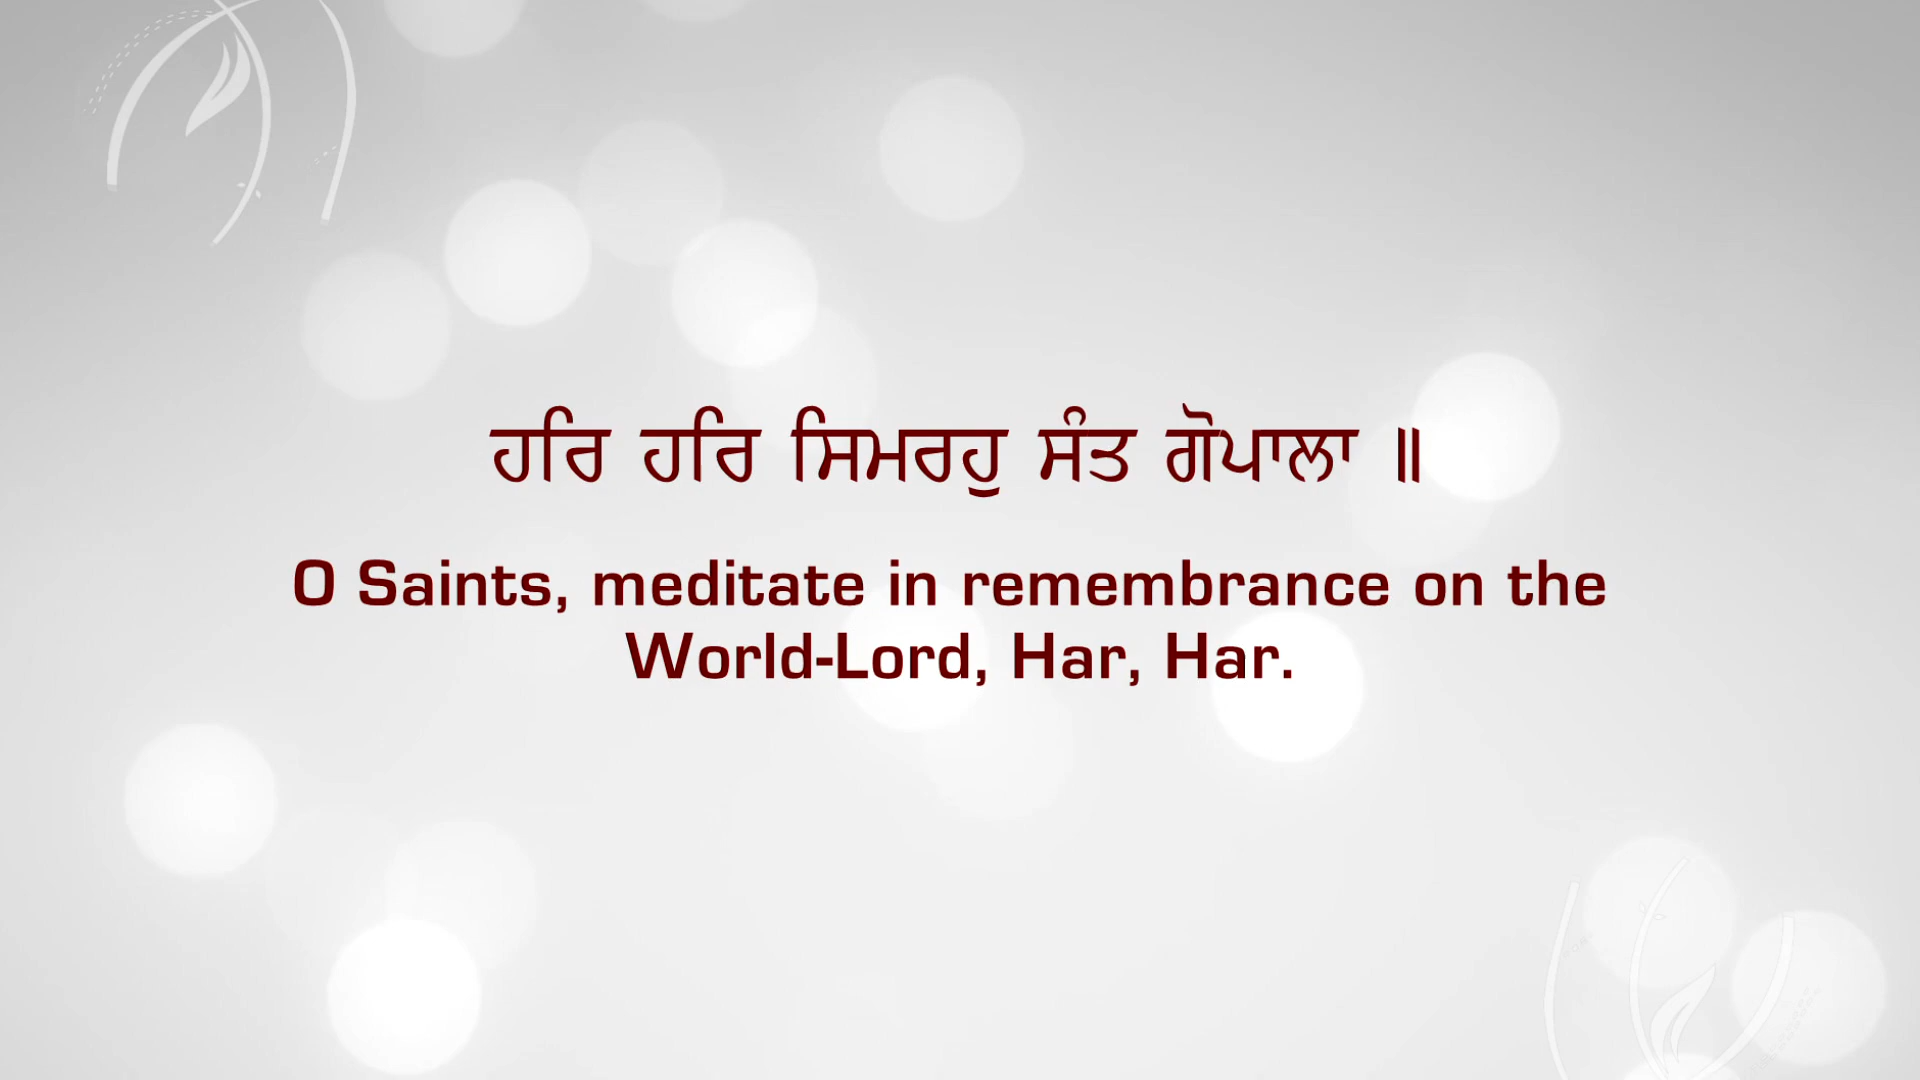 ਹਰਿ ਹਰਿ ਸਿਮਰਹੁ ਸੰਤ ਗੋਪਾਲਾ ॥
O Saints, meditate in remembrance on the
World-Lord, Har, Har.